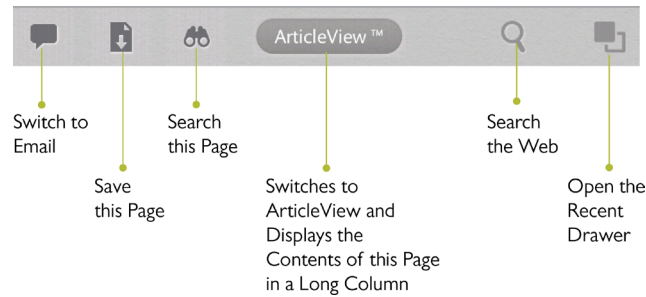 ArticleView ™
Switch to
Email
Save
this Page
Search
this Page
Switches to
ArticleView and
Displays the
Contents of this Page
in a Long Column
Search
the Web
Open the
Recent
Drawer